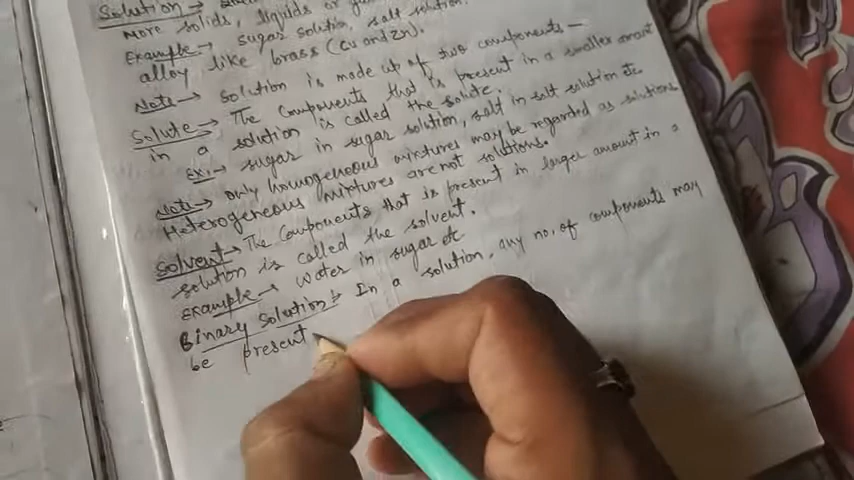 Solution →
more solids, liquids or
Example → sugar solution, salt solution.
alloy like brass (Cu and Zn).
Note → Solution is made up of two components —
Solute → The components that is present in a smaller amount
in a solution is called the solute.
Ex: → sugar in sugar solution, salt in salt solution etc.
Note: → only homogeneous mixtures may be regarded as solutions
Heterogeneous mixtures are not solutions.
Solvent → The components that is present in larger amount in a
solution is called the solvent.
Example → water in sugar etc
Binary Solution :- In a solution, any no. of components may
be present